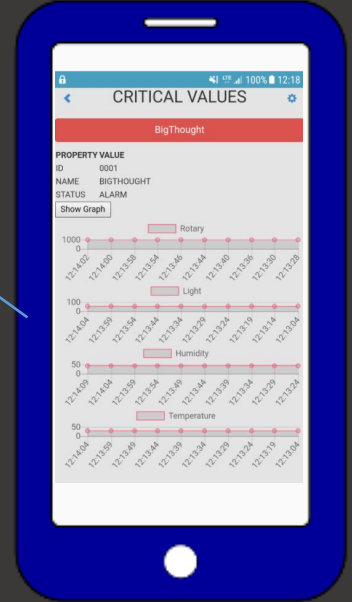 LTE 100% 12:18
CRITICAL VALUES
BigThought
PROPERTY VALUE
ID 0001
NAME BIGTHOUGHT
STATUS ALARM
Show Graph
Rotary
1000
0
12:14:02 12:14:00 12:13:58 12:13:54 12:13:46 12:13:44 12:13:40 12:13:36 12:13:30 12:13:28
Light
100
0
12:14:04 12:13:59 12:13:54 12:13:44 12:13:34 12:13:29 12:13:24 12:13:19 12:13:14 12:13:04
Humidity
50
0
12:14:09 12:14:04 12:13:59 12:13:54 12:13:49 12:13:44 12:13:39 12:13:34 12:13:29 12:13:24
Temperature
50
0
12:14:04 12:13:59 12:13:49 12:13:44 12:13:39 12:13:34 12:13:29 12:13:24 12:13:19 12:13:04